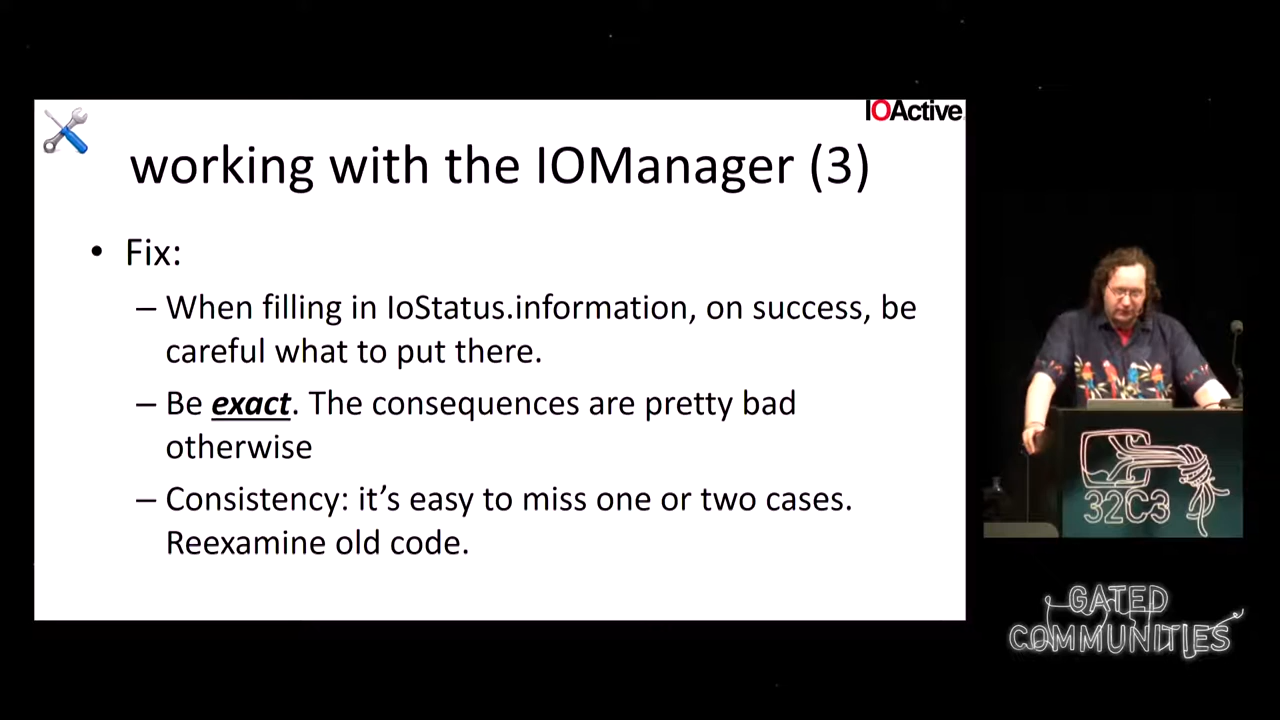 IOActive
working with the IOManager (3)
• Fix:
– When filling in IoStatus.information, on success, be
careful what to put there.
– Be exact. The consequences are pretty bad
otherwise
– Consistency: it’s easy to miss one or two cases.
Reexamine old code.
32C3
GATED
COMMUNITIES